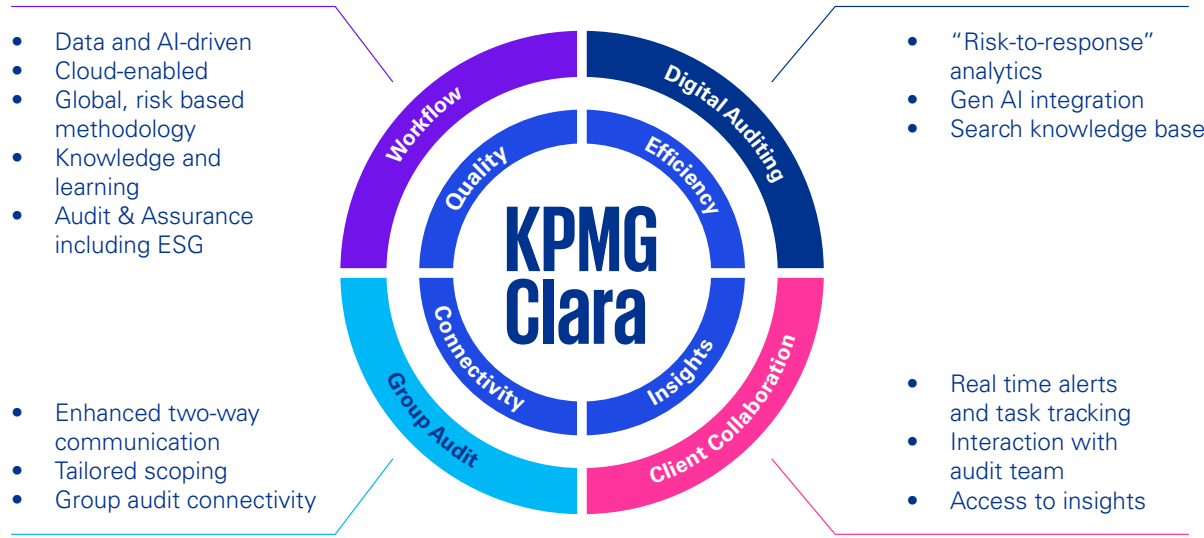 • Data and AI-driven
• Cloud-enabled
• Global, risk based
methodology
• Knowledge and
learning
• Audit & Assurance
including ESG
• “Risk-to-response”
analytics
• Gen AI integration
• Search knowledge base
Workflow
Digital Auditing
Quality
Efficiency
KPMG
Clara
Connectivity
Insights
Group Audit
Client Collaboration
• Enhanced two-way
communication
• Tailored scoping
• Group audit connectivity
• Real time alerts
and task tracking
• Interaction with
audit team
• Access to insights